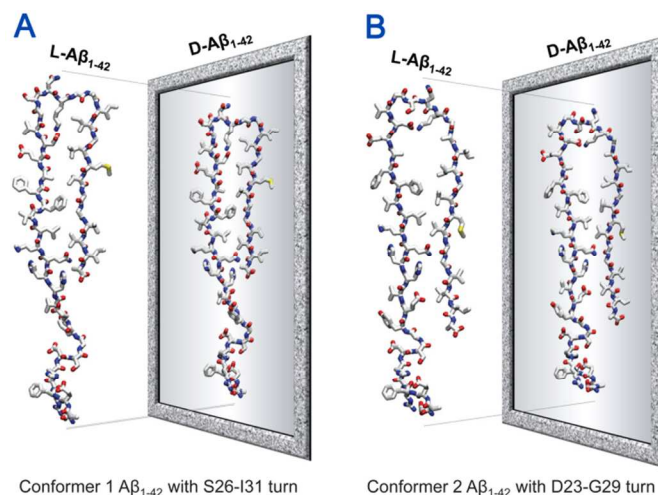 A
B
L-Aβ1-42
D-Aβ1-42
L-Aβ1-42
D-Aβ1-42
Conformer 1 Aβ1-42 with S26-I31 turn
Conformer 2 Aβ1-42 with D23-G29 turn